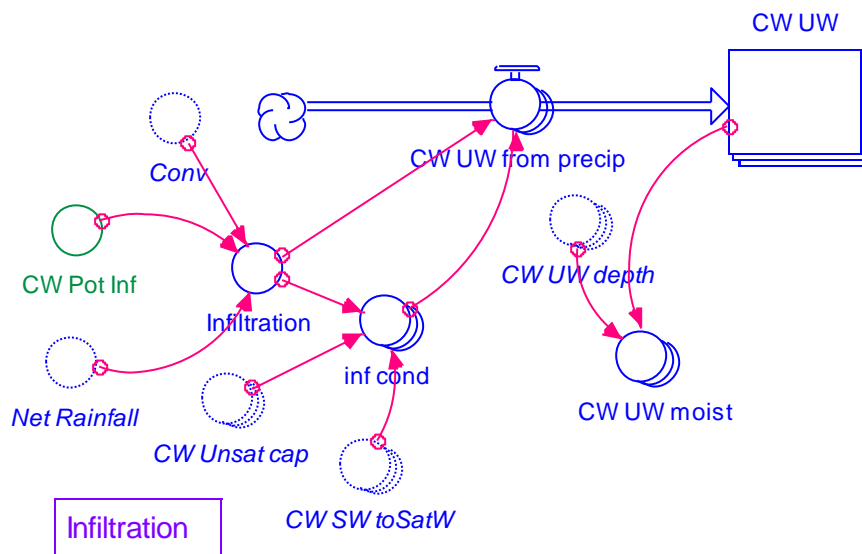 CW UW
CW UW from precip
Conv
CW UW depth
CW Pot Inf
Infiltration
inf cond
Net Rainfall
CW UW moist
CW Unsat cap
CW SW toSatW
Infiltration